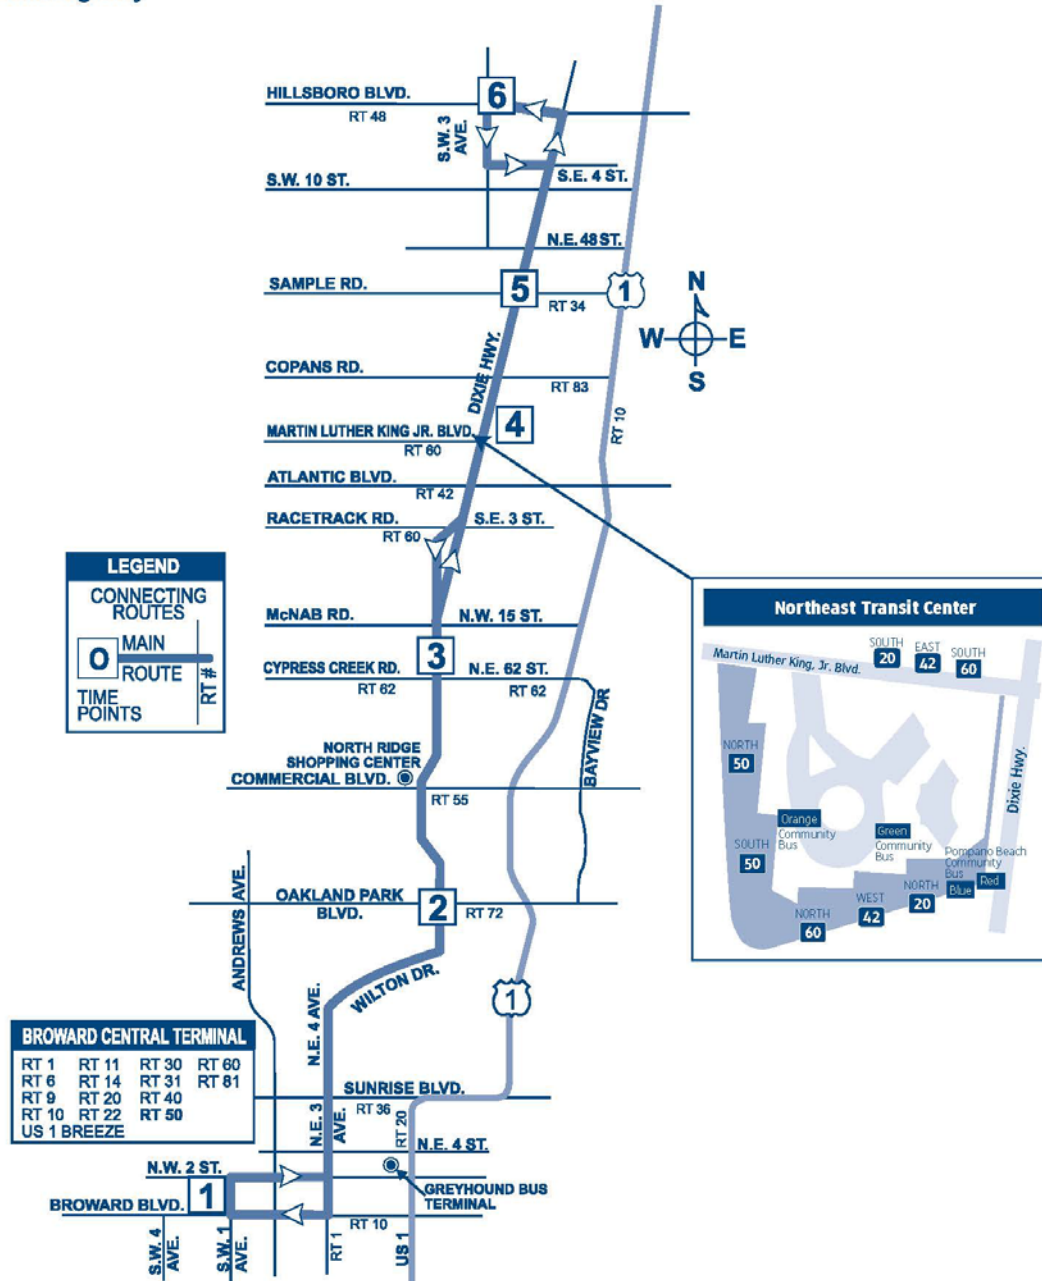 HILLSBORO BLVD.
RT 48
6
S.W. 3
AVE.
S.E. 4 ST.
S.W. 10 ST.
N.E. 48 ST.
SAMPLE RD.
5
RT 34
1
N
W E
S
DIXIE HWY.
COPANS RD.
RT 83
RT 10
4
MARTIN LUTHER KING JR. BLVD.
RT 60
ATLANTIC BLVD.
RT 42
RACETRACK RD.
S.E. 3 ST.
RT 60
LEGEND
CONNECTING
ROUTES
O
MAIN
ROUTE
TIME
POINTS
RT #
McNAB RD.
N.W. 15 ST.
3
CYPRESS CREEK RD.
N.E. 62 ST.
RT 62
RT 62
BAYVIEW DR
NORTH RIDGE
SHOPPING CENTER
COMMERCIAL BLVD.
RT 55
Northeast Transit Center
Martin Luther King, Jr. Blvd.
SOUTH
20
EAST
42
SOUTH
60
NORTH
50
Dixie Hwy.
Orange
Community
Bus
Green
Community
Bus
SOUTH
50
Pompano Beach
Community
Bus
Blue
Red
NORTH
20
WEST
42
NORTH
60
ANDREWS AVE.
OAKLAND PARK
BLVD.
2
RT 72
WILTON DR.
N.E. 4 AVE.
1
BROWARD CENTRAL TERMINAL
RT 1 RT 11 RT 30 RT 60
RT 6 RT 14 RT 31 RT 81
RT 9 RT 20 RT 40
RT 10 RT 22 RT 50
US 1 BREEZE
SUNRISE BLVD.
RT 36
N.E. 3
AVE.
RT 20
N.E. 4 ST.
N.W. 2 ST.
1
GREYHOUND BUS
TERMINAL
BROWARD BLVD.
RT 10
S.W. 4
AVE.
S.W. 1
AVE.
RT 1
US 1